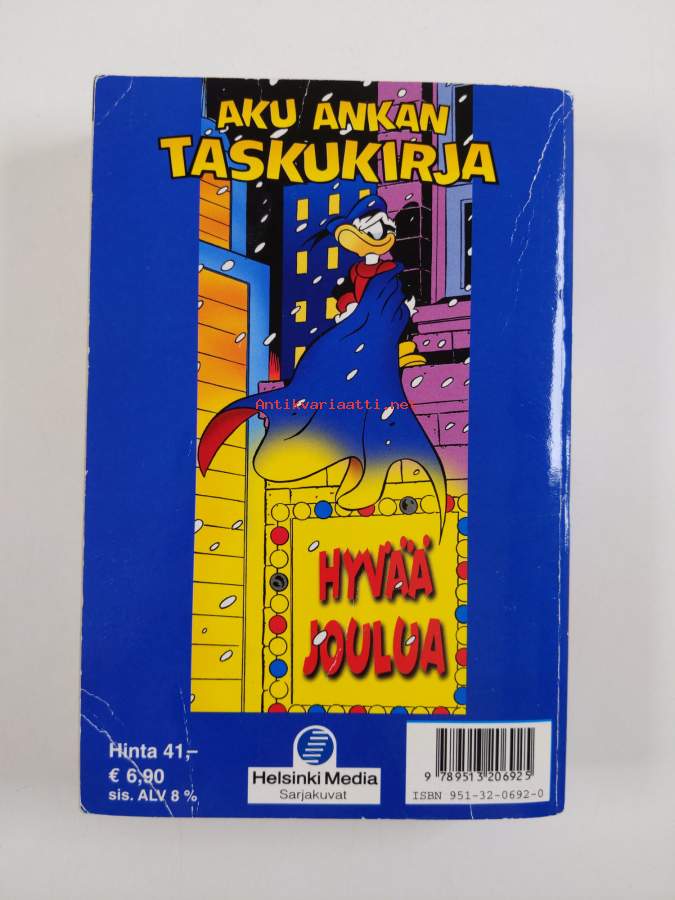 AKU ANKAN
TASKUKIRJA
Antikvariaatti.net
HYVÄÄ
JOULUA
Hinta 41,–
€ 6,90
sis. ALV 8 %
Helsinki Media
Sarjakuvat
9 789513 206925
ISBN 951-32-0692-0